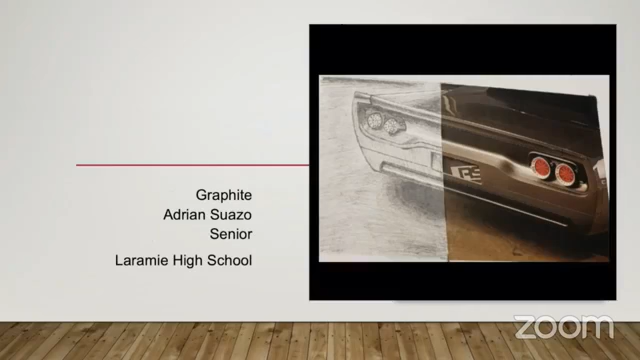 Graphite
Adrian Suazo
Senior
Laramie High School
zoom